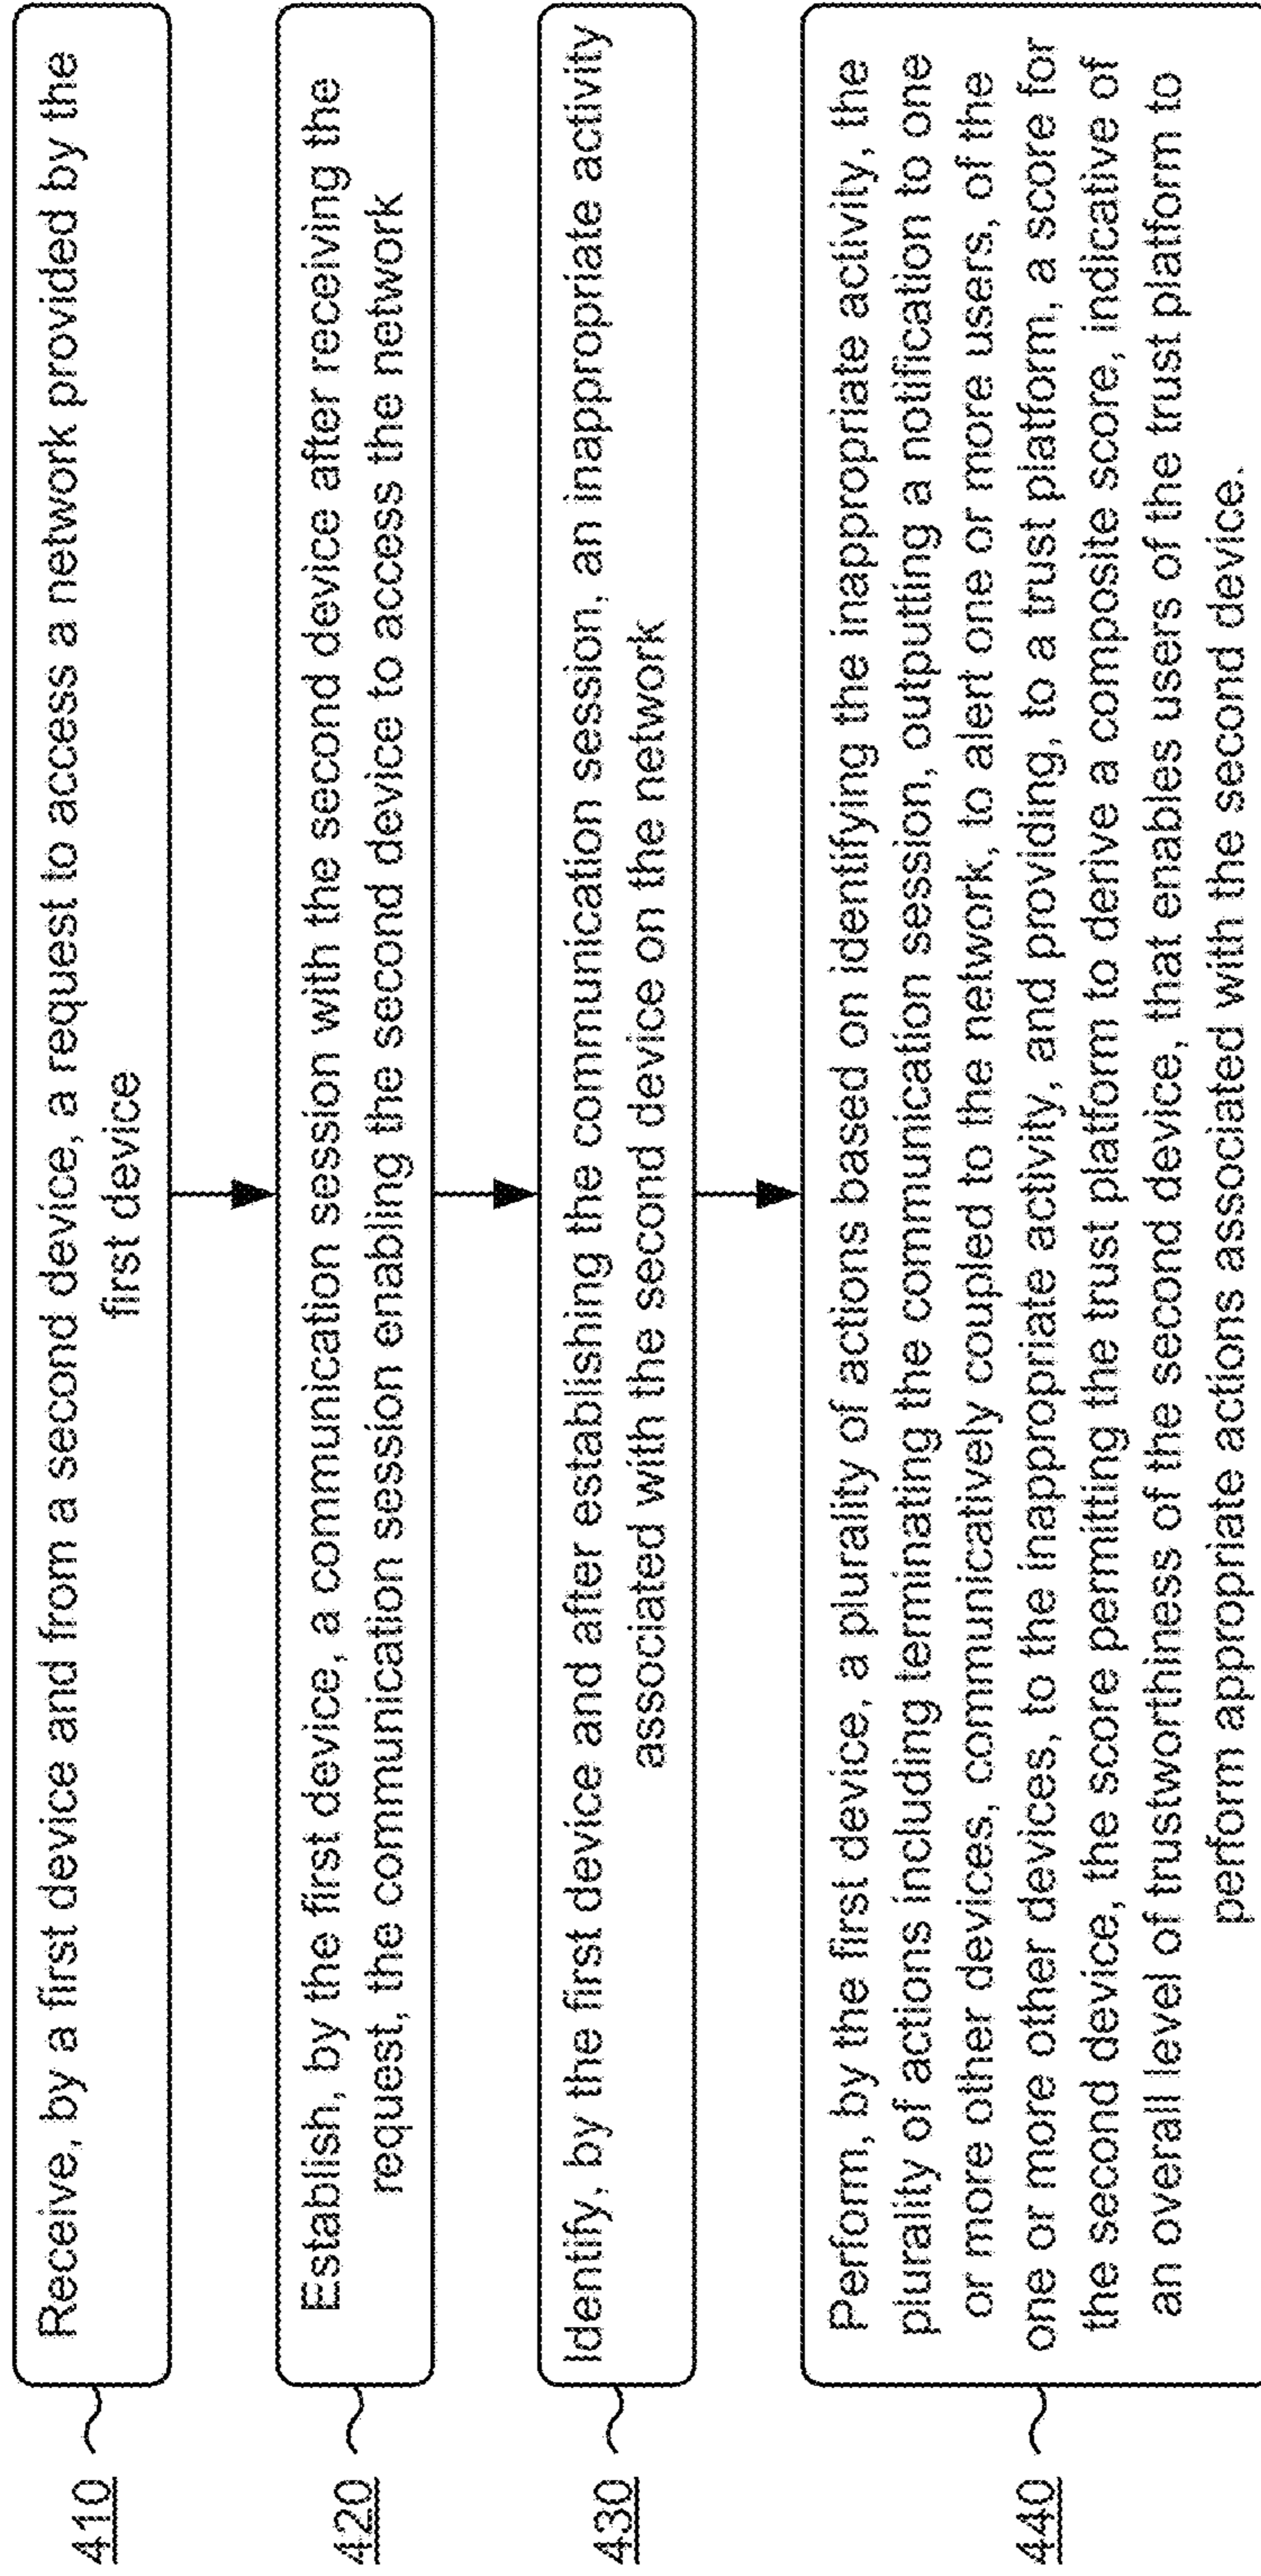 410
Receive, by a first device and from a second device, a request to access a network provided by the
first device
420
Establish, by the first device, a communication session with the second device after receiving the
request, the communication session enabling the second device to access the network
430
Identify, by the first device and after establishing the communication session, an inappropriate activity
associated with the second device on the network
440
Perform, by the first device, a plurality of actions based on identifying the inappropriate activity, the
plurality of actions including terminating the communication session, outputting a notification to one
or more other devices, communicatively coupled to the network, to alert one or more users, of the
one or more other devices, to the inappropriate activity, and providing, to a trust platform, a score for
the second device, the score permitting the trust platform to derive a composite score, indicative of
an overall level of trustworthiness of the second device, that enables users of the trust platform to
perform appropriate actions associated with the second device.